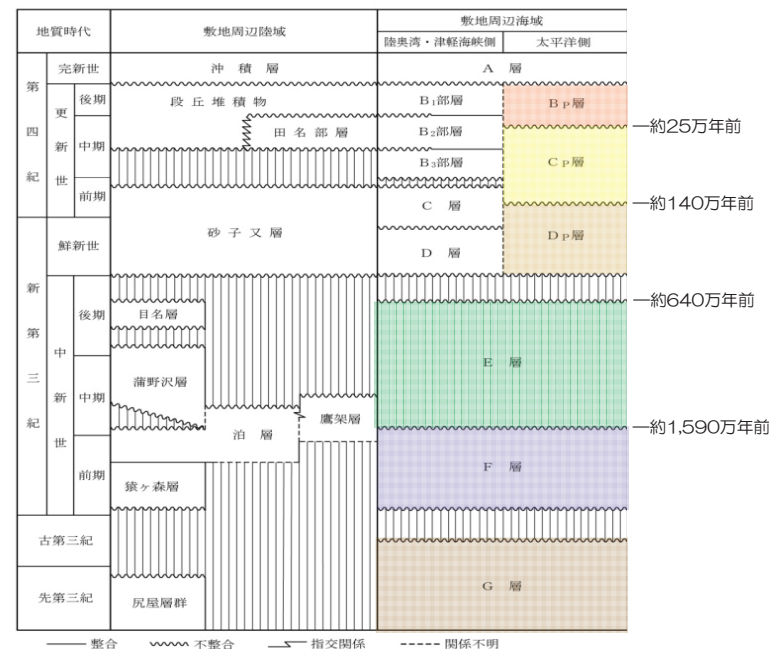 地質時代
敷地周辺陸域
敷地周辺海域
陸奥湾・津軽海峡側
太平洋側
第四紀
完新世
沖積層
A層
更新世
後期
段丘堆積物
B1部層
BP層
約25万年前
中期
田名部層
B2部層
B3部層
CP層
前期
C層
約140万年前
新第三紀
鮮新世
砂子又層
D層
DP層
約640万年前
中新世
後期
目名層
E層
中期
蒲野沢層
泊層
鷹架層
約1,590万年前
前期
猿ヶ森層
F層
古第三紀
先第三紀
尻屋層群
G層
整合
不整合
指交関係
関係不明